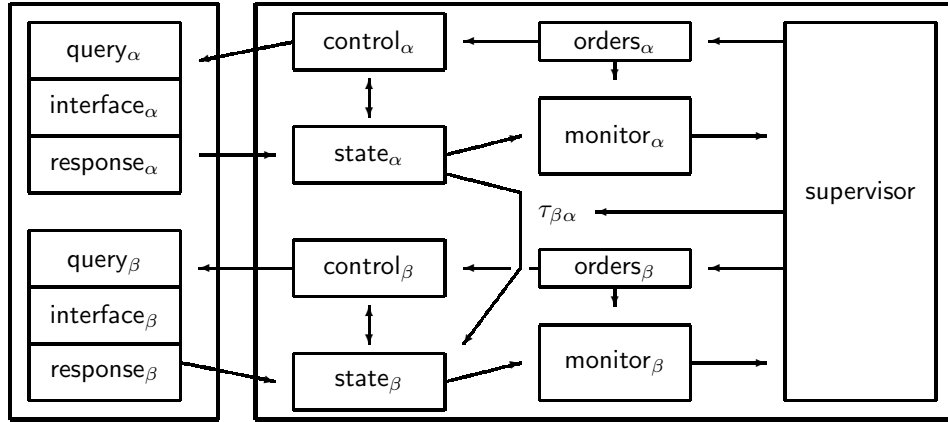 query_α
interface_α
response_α
control_α
state_α
orders_α
monitor_α
supervisor
τ_βα
query_β
interface_β
response_β
control_β
state_β
orders_β
monitor_β